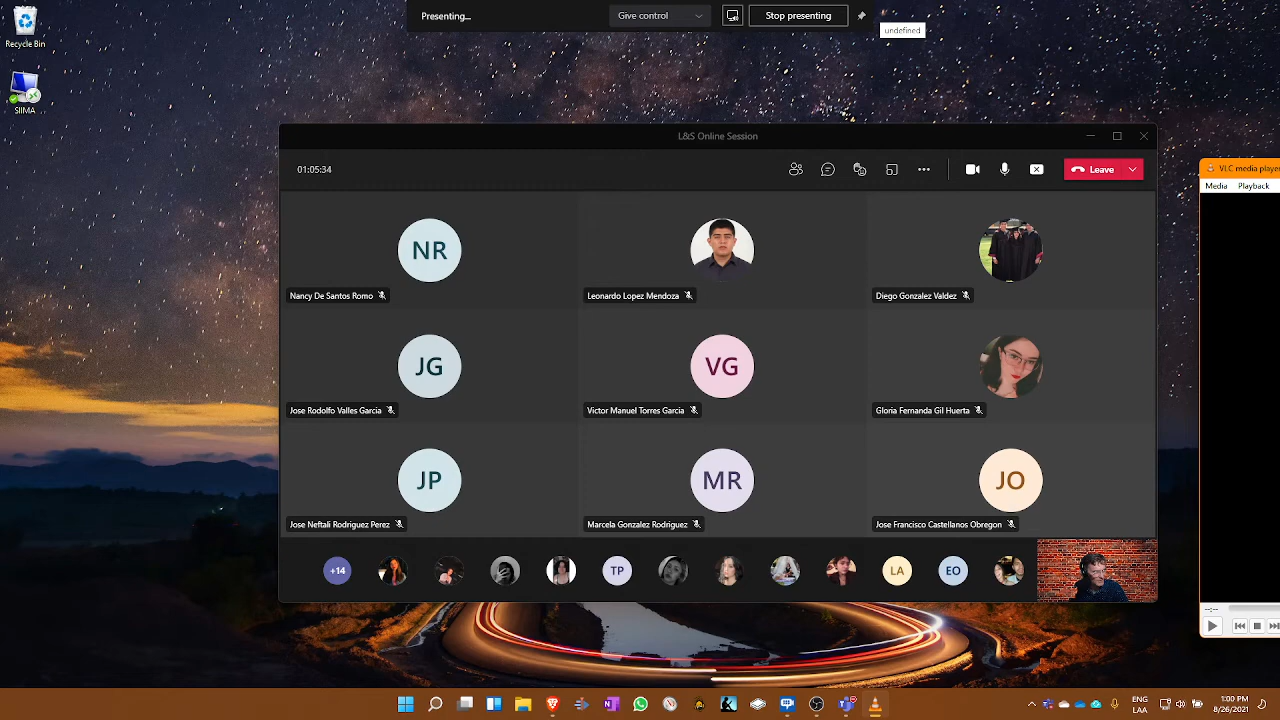 Presenting...
Give control
Stop presenting
undefined
Recycle Bin
SIIMA
L&S Online Session
01:05:34
Leave
VLC media player
Media Playback
NR
Nancy De Santos Romo
Leonardo Lopez Mendoza
Diego Gonzalez Valdez
JG
VG
Jose Rodolfo Valles Garcia
Victor Manuel Torres Garcia
Gloria Fernanda Gil Huerta
JP
MR
JO
Jose Neftali Rodriguez Perez
Marcela Gonzalez Rodriguez
Jose Francisco Castellanos Obregon
+14
TP
LA
EO
--:--
ENG
CE
1:00 PM
8/26/2021